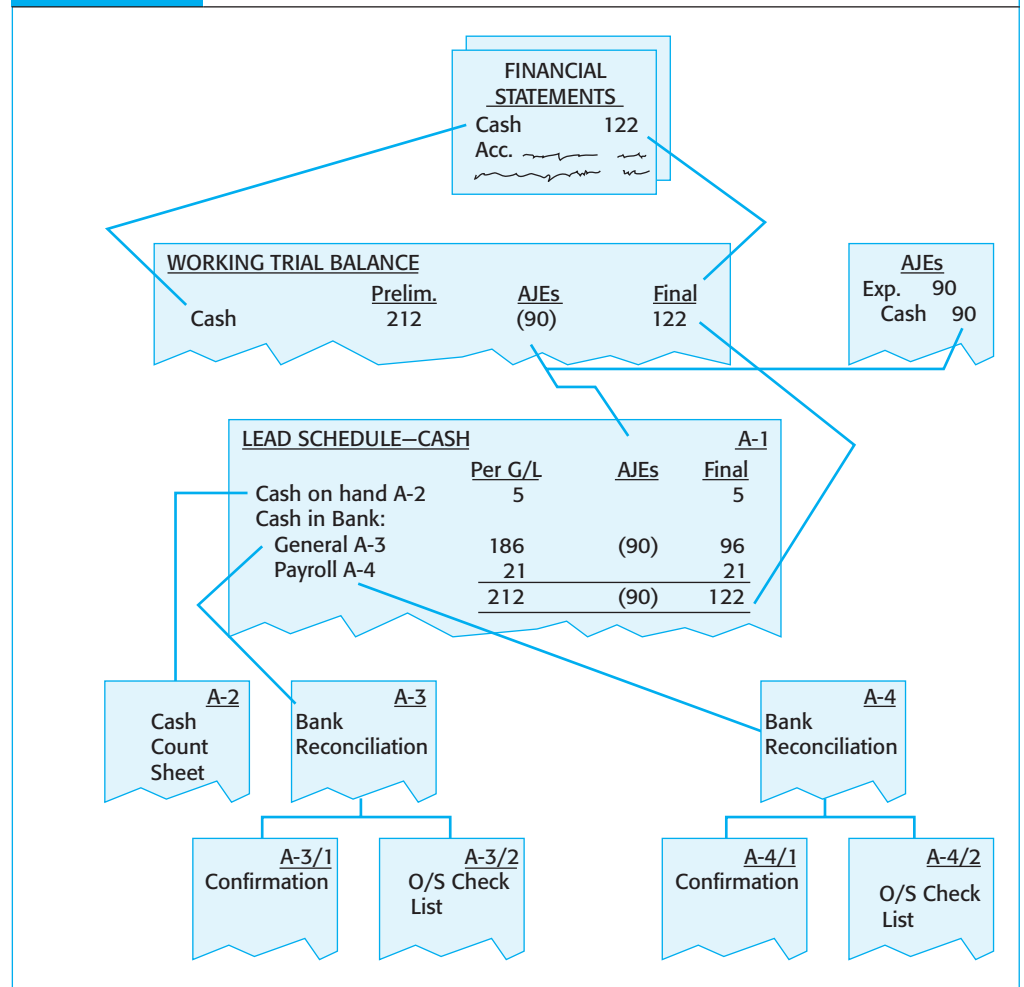 FINANCIAL
STATEMENTS
Cash 122
Acc.
WORKING TRIAL BALANCE
Prelim. AJEs Final
Cash 212 (90) 122
AJEs
Exp. 90
Cash 90
LEAD SCHEDULE—CASH A-1
Per G/L AJEs Final
Cash on hand A-2 5 5
Cash in Bank:
General A-3 186 (90) 96
Payroll A-4 21 21
212 (90) 122
A-2
Cash
Count
Sheet
A-3
Bank
Reconciliation
A-4
Bank
Reconciliation
A-3/1
Confirmation
A-3/2
O/S Check
List
A-4/1
Confirmation
A-4/2
O/S Check
List